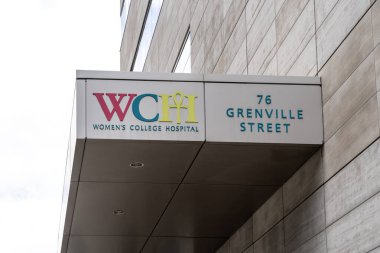 WCH
WOMEN'S COLLEGE HOSPITAL
76
GRENVILLE
STREET